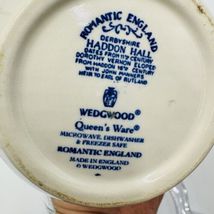 ROMANTIC ENGLAND
DERBYSHIRE
HADDON HALL
DATES FROM 11TH CENTURY
DOROTHY VERNON ELOPED
FROM HADDON 16TH CENTURY
WITH JOHN MANNERS
HEIR TO EARL OF RUTLAND
WEDGWOOD®
Queen's Ware®
MICROWAVE, DISHWASHER
& FREEZER SAFE
ROMANTIC ENGLAND
MADE IN ENGLAND
© WEDGWOOD